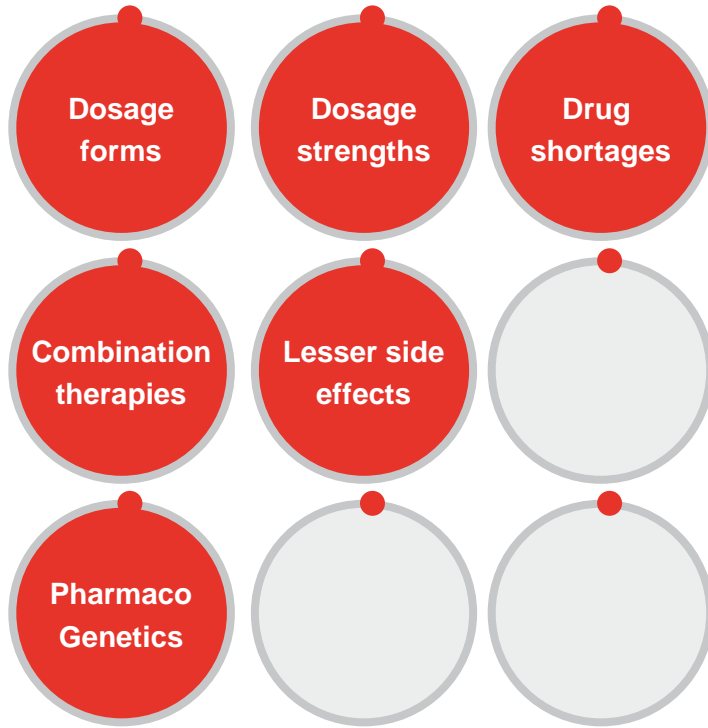 Dosage
forms
Dosage
strengths
Drug
shortages
Combination
therapies
Lesser side
effects
Pharmaco
Genetics